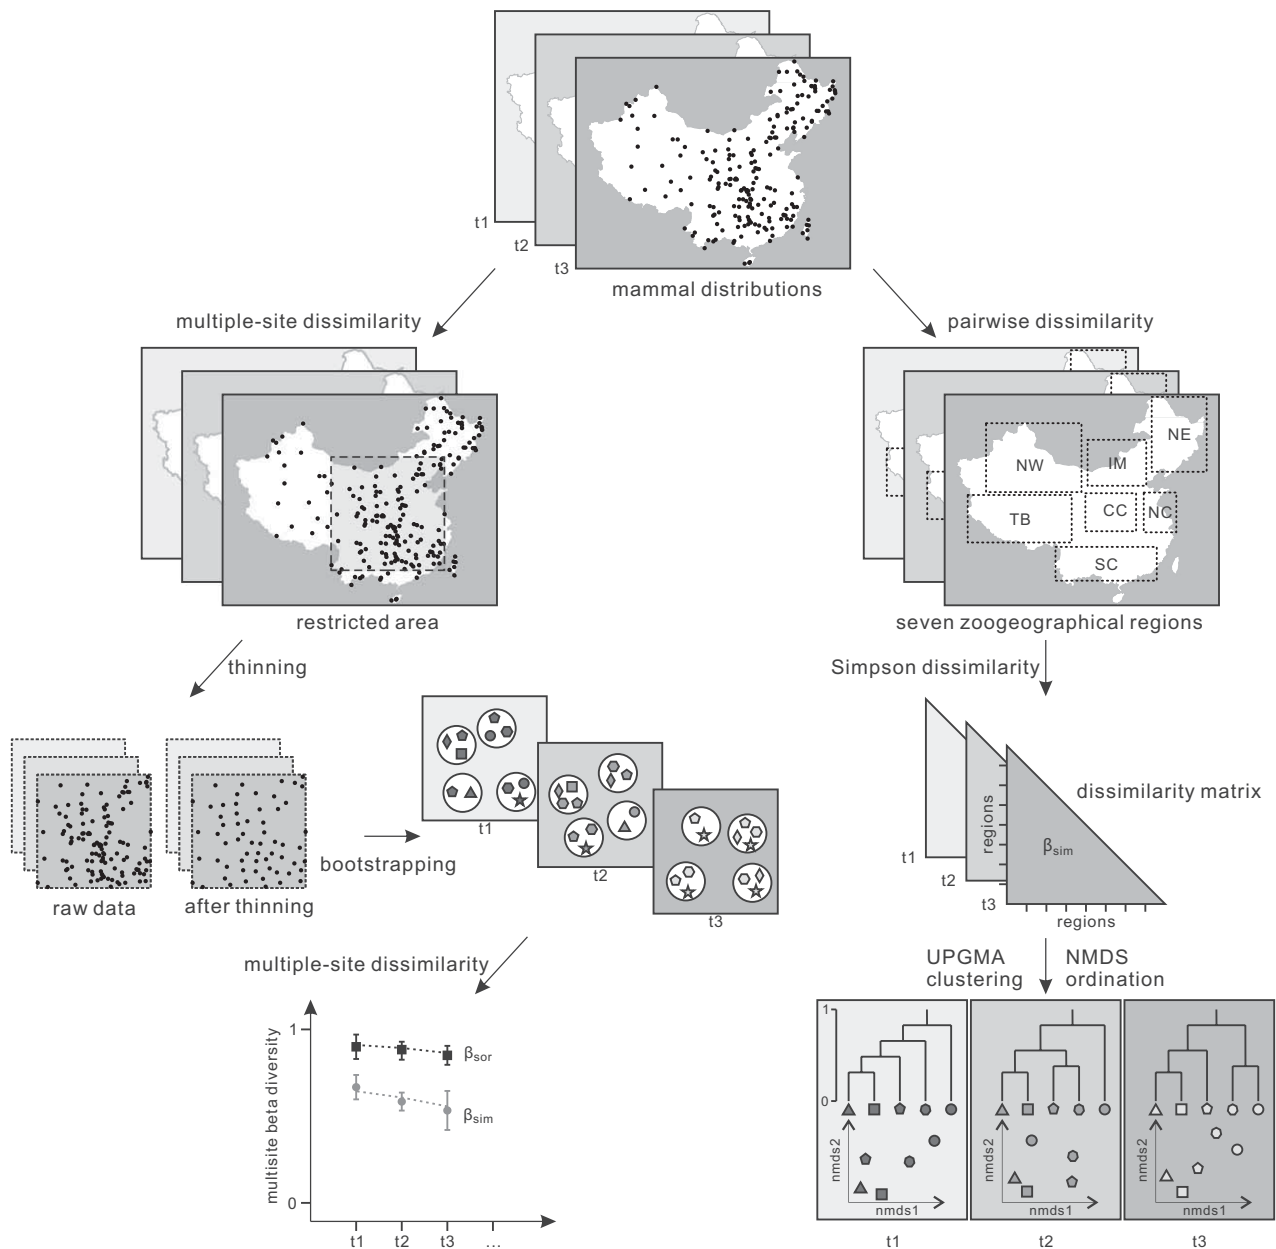 t1
t2
t3
mammal distributions
multiple-site dissimilarity
pairwise dissimilarity
NE
NW
IM
TB
CC
NC
SC
restricted area
seven zoogeographical regions
thinning
Simpson dissimilarity
raw data
after thinning
bootstrapping
t1
t2
t3
dissimilarity matrix
regions
βsim
t1
t2
t3
regions
multiple-site dissimilarity
UPGMA
clustering
NMDS
ordination
multisite beta diversity
1
0
βsor
βsim
t1
t2
t3
...
1
0
nmds2
nmds1
nmds2
nmds1
nmds2
nmds1
t1
t2
t3